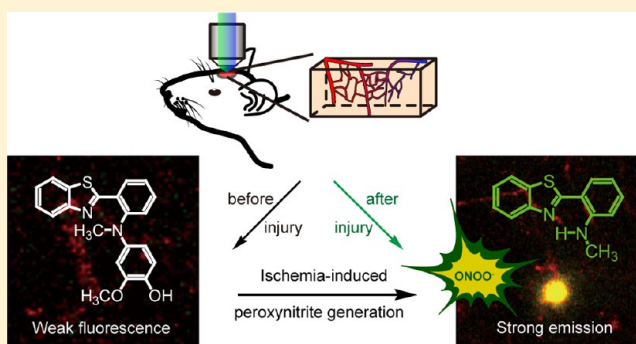 before
injury
after
injury
S
N
H₃C
N
H₃CO
OH
Weak fluorescence
Ischemia-induced
peroxynitrite generation
ONOO⁻
S
N
H-N
CH₃
Strong emission